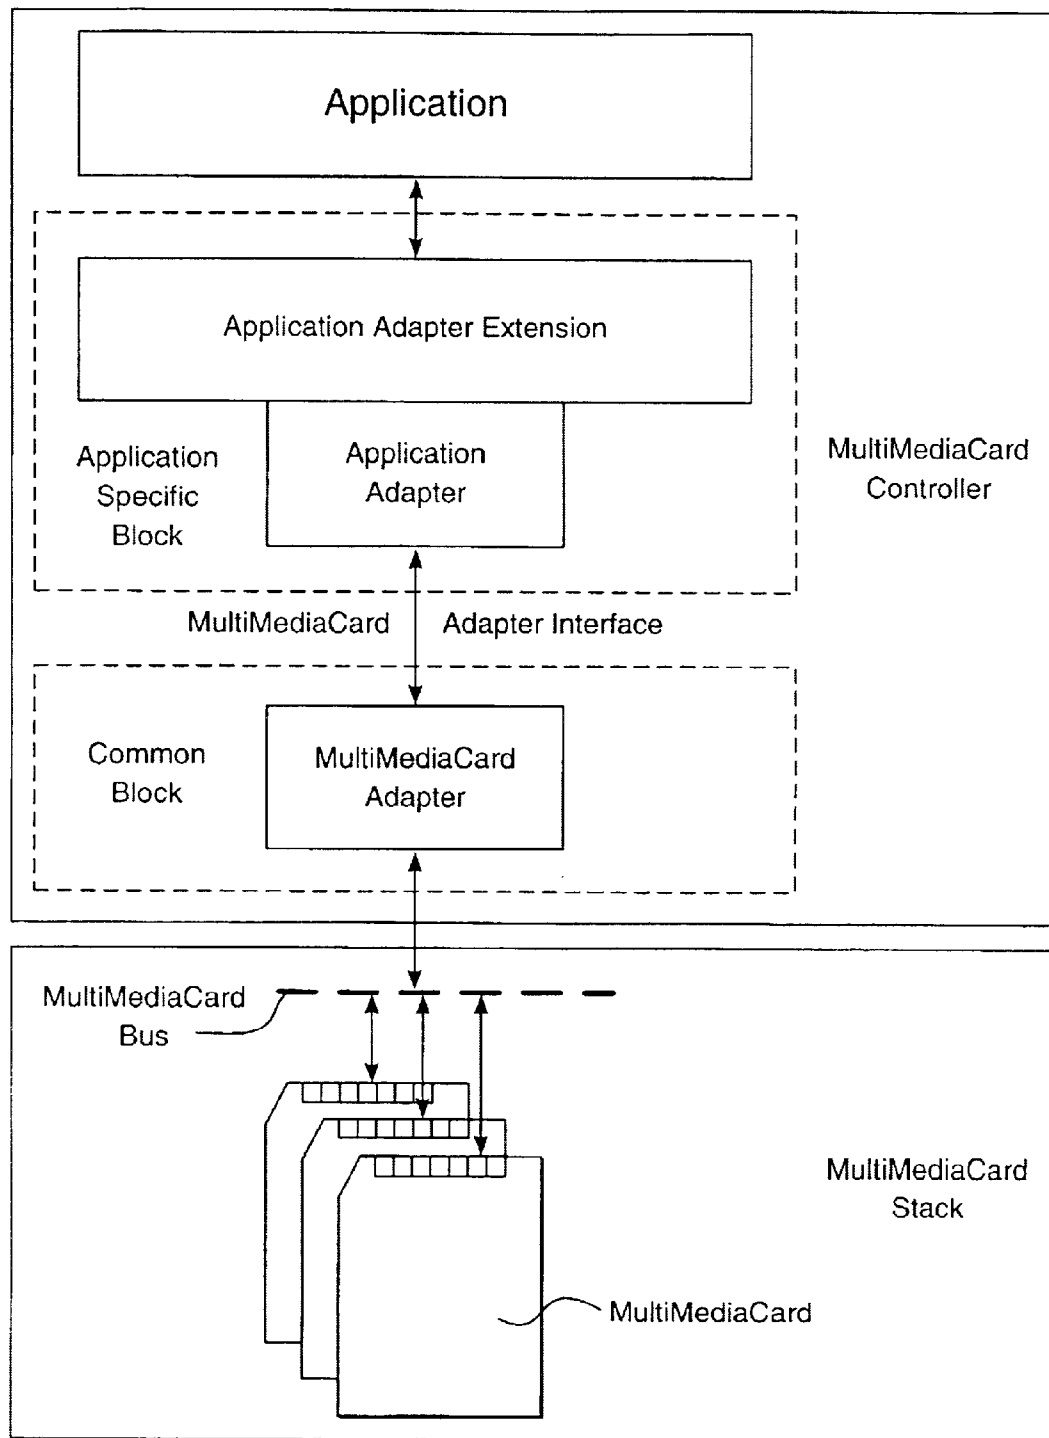 Application
Application Adapter Extension
Application
Adapter
Application
Specific
Block
MultiMediaCard
Controller
MultiMediaCard Adapter Interface
Common
Block
MultiMediaCard
Adapter
MultiMediaCard
Bus
MultiMediaCard
Stack
MultiMediaCard